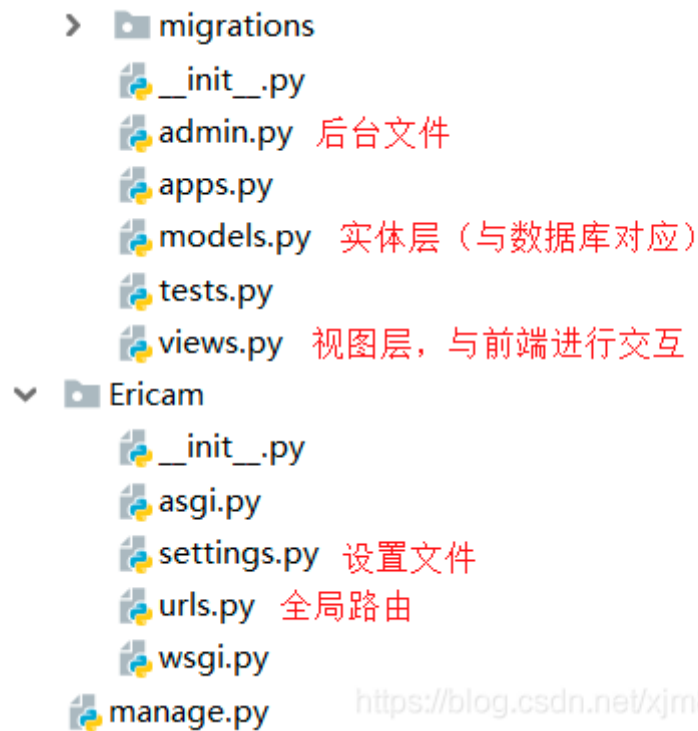 migrations
__init__.py
admin.py 后台文件
apps.py
models.py 实体层（与数据库对应）
tests.py
views.py 视图层，与前端进行交互
Ericam
__init__.py
asgi.py
settings.py 设置文件
urls.py 全局路由
wsgi.py
manage.py
https://blog.csdn.net/xjm